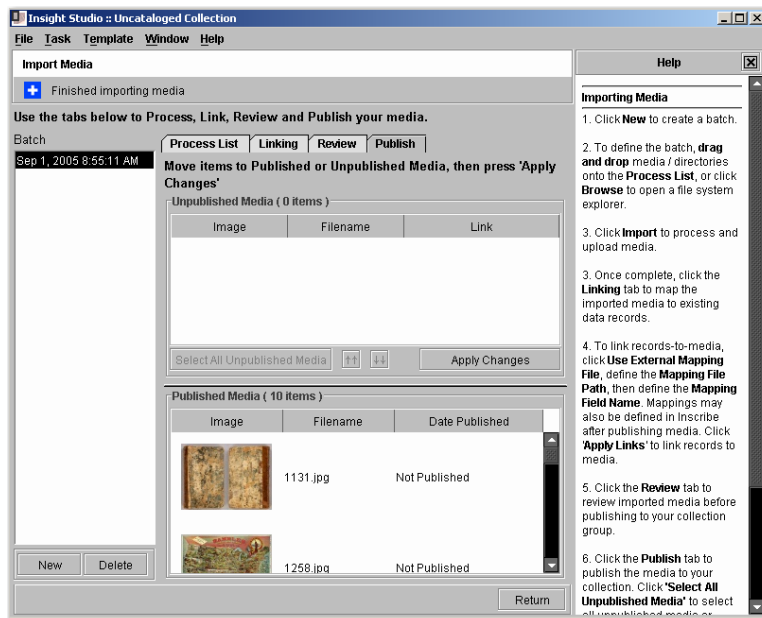 Insight Studio :: Uncataloged Collection
File Task Template Window Help
Import Media
Finished importing media
Use the tabs below to Process, Link, Review and Publish your media.
Batch
Sep 1, 2005 8:55:11 AM
New Delete
Process List Linking Review Publish
Move items to Published or Unpublished Media, then press 'Apply
Changes'
Unpublished Media ( 0 items )
Image Filename Link
Select All Unpublished Media Apply Changes
Published Media ( 10 items )
Image Filename Date Published
1131.jpg Not Published
1258.jpg Not Published
Return
Help
Importing Media
1. Click New to create a batch.
2. To define the batch, drag
and drop media / directories
onto the Process List, or click
Browse to open a file system
explorer.
3. Click Import to process and
upload media.
3. Once complete, click the
Linking tab to map the
imported media to existing
data records.
4. To link records-to-media,
click Use External Mapping
File, define the Mapping File
Path, then define the Mapping
Field Name. Mappings may
also be defined in Inscribe
after publishing media. Click
'Apply Links' to link records to
media.
5. Click the Review tab to
review imported media before
publishing to your collection
group.
6. Click the Publish tab to
publish the media to your
collection. Click 'Select All
Unpublished Media' to select
all unpublished media or